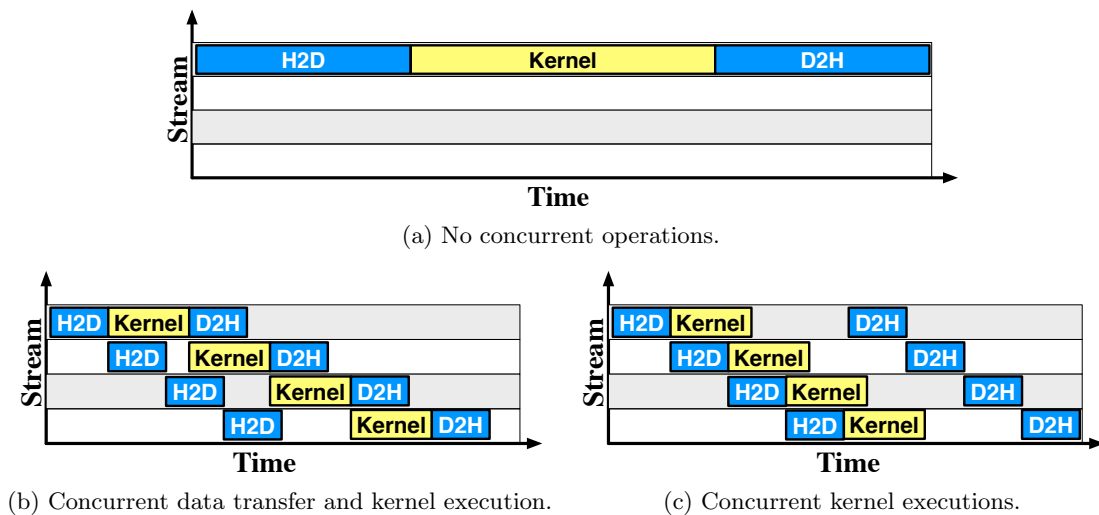 H2D Kernel D2H
Stream
Time
(a) No concurrent operations.
H2D Kernel D2H
H2D Kernel D2H
H2D Kernel D2H
H2D Kernel D2H
Stream
Time
(b) Concurrent data transfer and kernel execution.
H2D Kernel D2H
H2D Kernel D2H
H2D Kernel D2H
H2D Kernel D2H
Stream
Time
(c) Concurrent kernel executions.